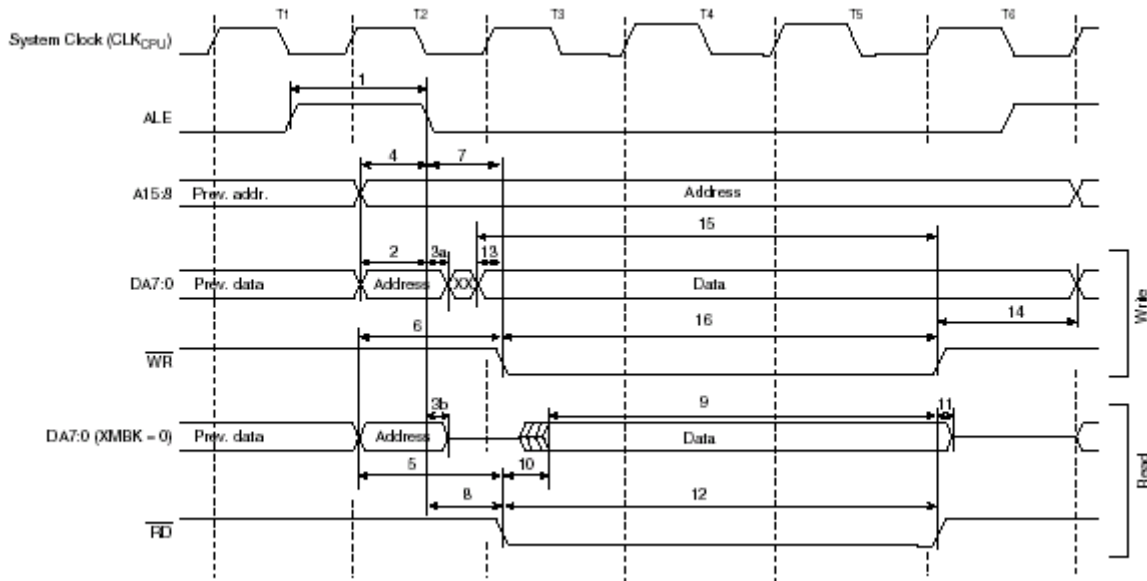 T1 T2 T3 T4 T5 T6
System Clock (CLKCPU)
1
ALE
4 7
A15:8 Prev. addr. Address
15
2 3a 13
DA7:0 Prev. data Address XX Data
14
6 16
WR
3b 9 11
DA7:0 (XMBK = 0) Prev. data Address Data
5 10
8 12
RD
Write
Read